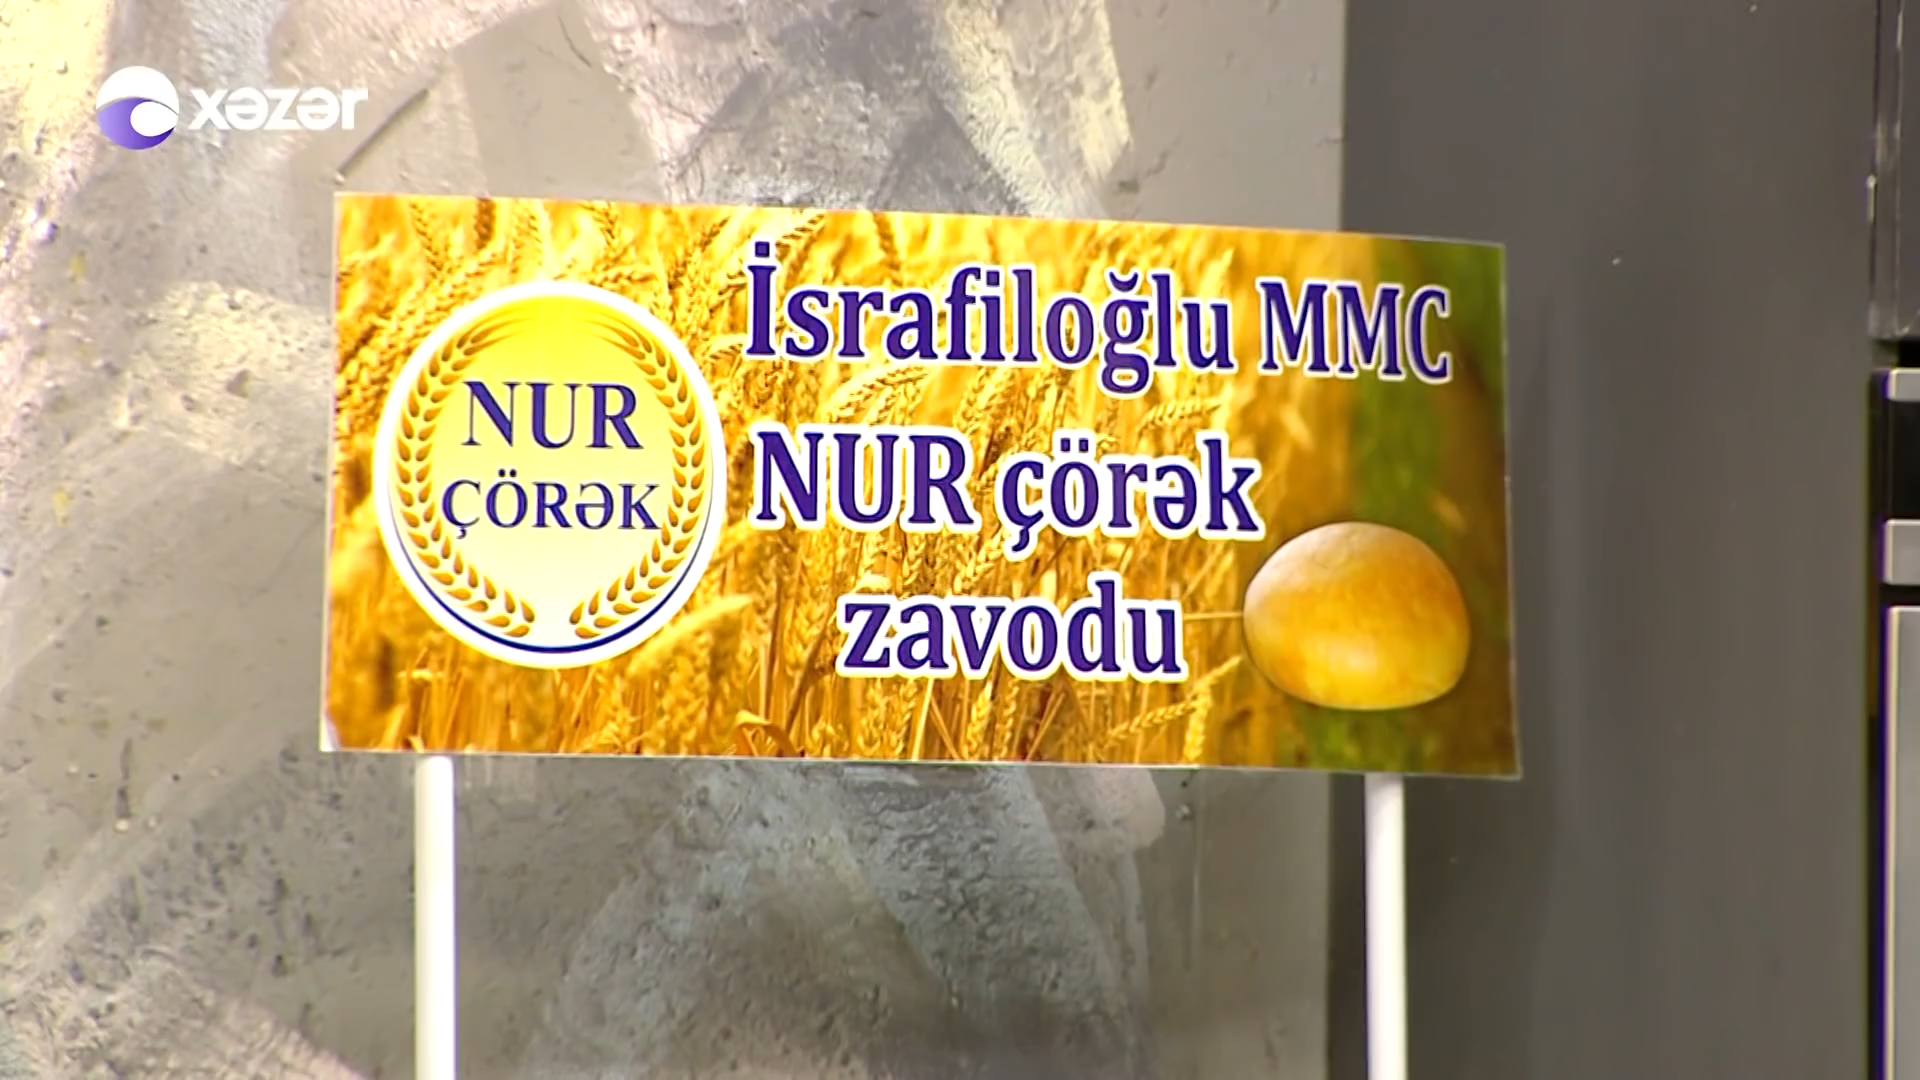 xəzər
İsrafiloğlu MMC
NUR çörək
zavodu
NUR
ÇÖRƏK